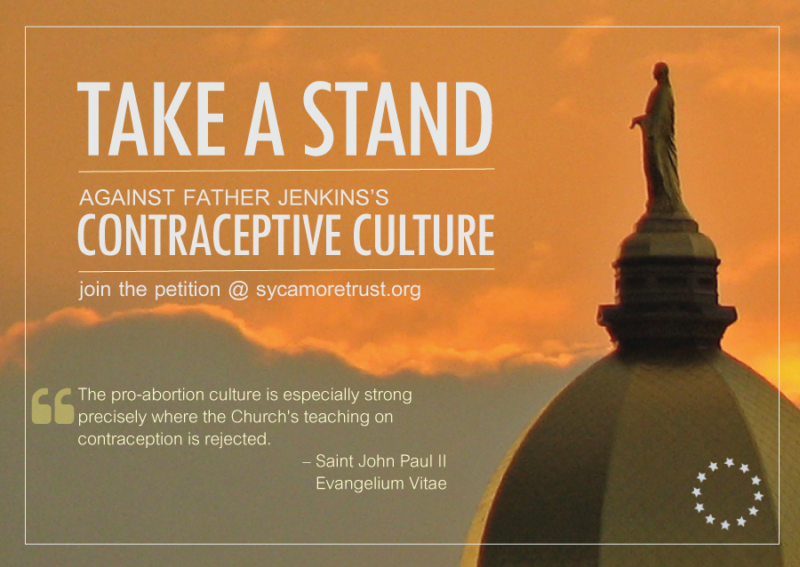 TAKE A STAND
AGAINST FATHER JENKINS'S
CONTRACEPTIVE CULTURE
join the petition @ sycamoretrust.org
“ The pro-abortion culture is especially strong
precisely where the Church's teaching on
contraception is rejected.
– Saint John Paul II
Evangelium Vitae